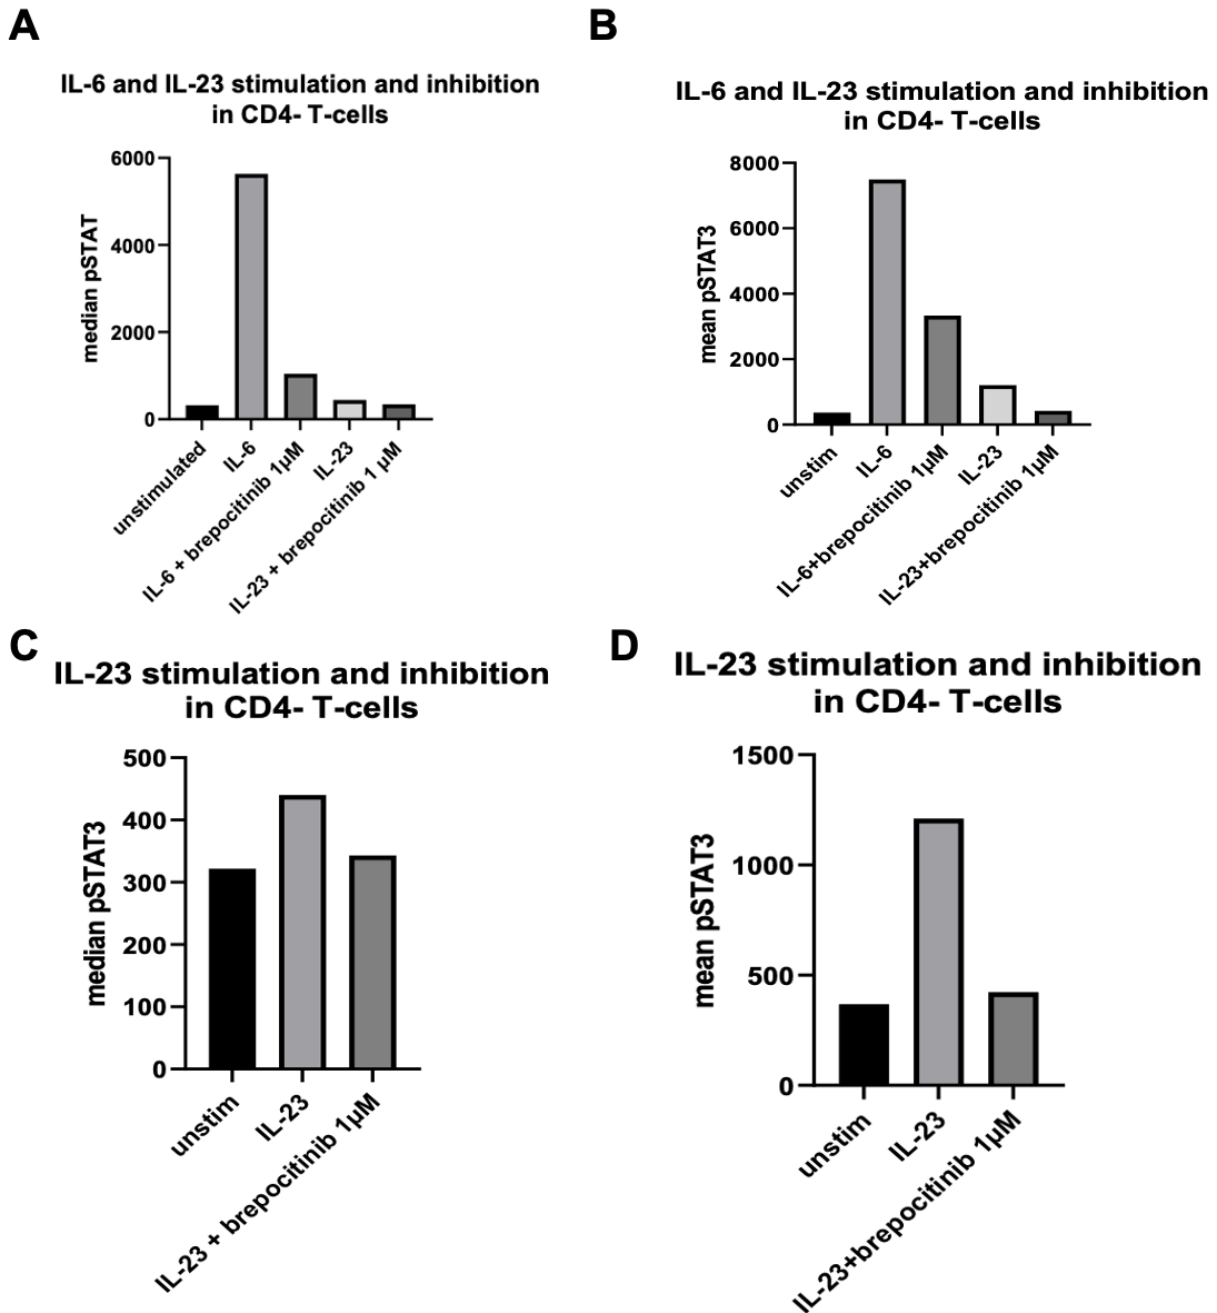 A
IL-6 and IL-23 stimulation and inhibition
in CD4- T-cells
median pSTAT
6000
4000
2000
0
unstimulated
IL-6
IL-6 + brepocitinib 1µM
IL-23
IL-23 + brepocitinib 1 µM
B
IL-6 and IL-23 stimulation and inhibition
in CD4- T-cells
mean pSTAT3
8000
6000
4000
2000
0
unstim
IL-6
IL-6+brepocitinib 1µM
IL-23
IL-23+brepocitinib 1µM
C
IL-23 stimulation and inhibition
in CD4- T-cells
median pSTAT3
500
400
300
200
100
0
unstim
IL-23
IL-23 + brepocitinib 1µM
D
IL-23 stimulation and inhibition
in CD4- T-cells
mean pSTAT3
1500
1000
500
0
unstim
IL-23
IL-23+brepocitinib 1µM